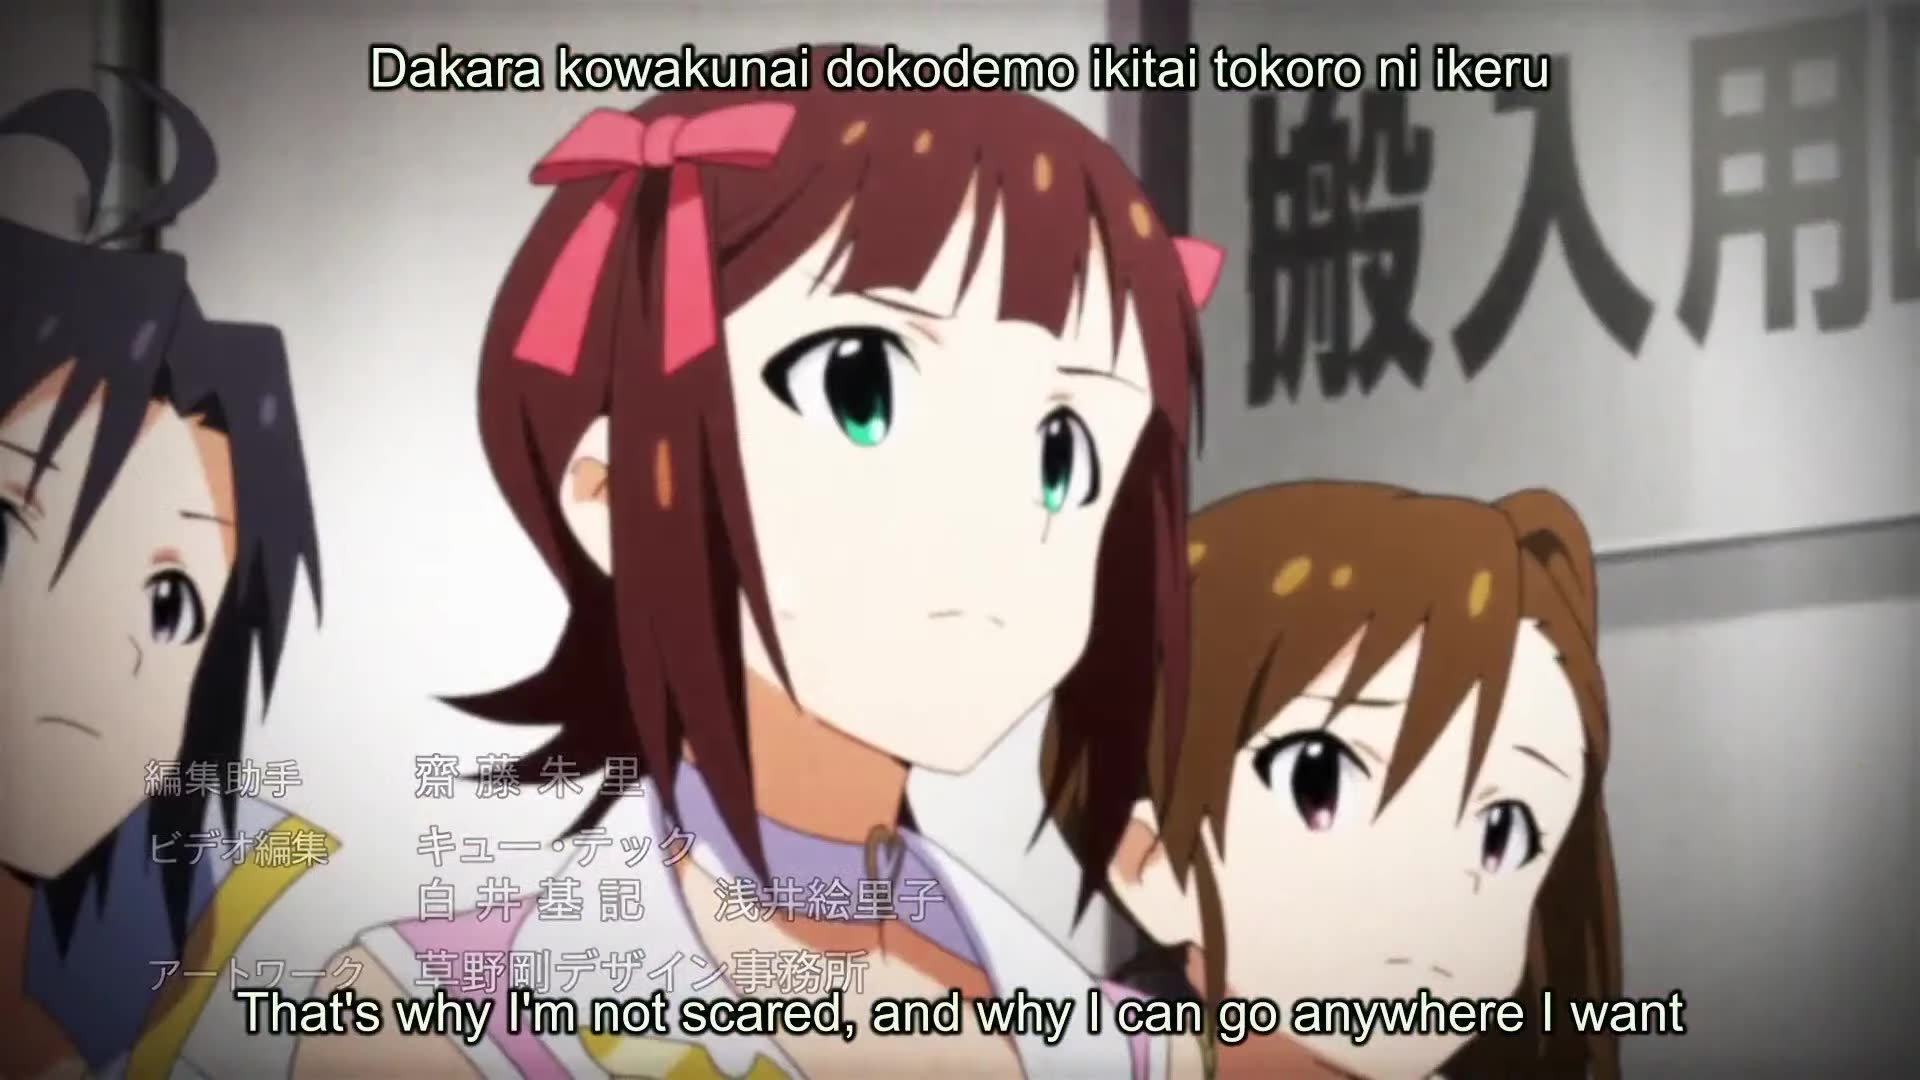 Dakara kowakunai dokodemo ikitai tokoro ni ikeru
搬入用
編集助手 齋藤朱里
ビデオ編集 キュー・テック
白井基記 浅井絵里子
アートワーク 草野剛デザイン事務所
That's why I'm not scared, and why I can go anywhere I want